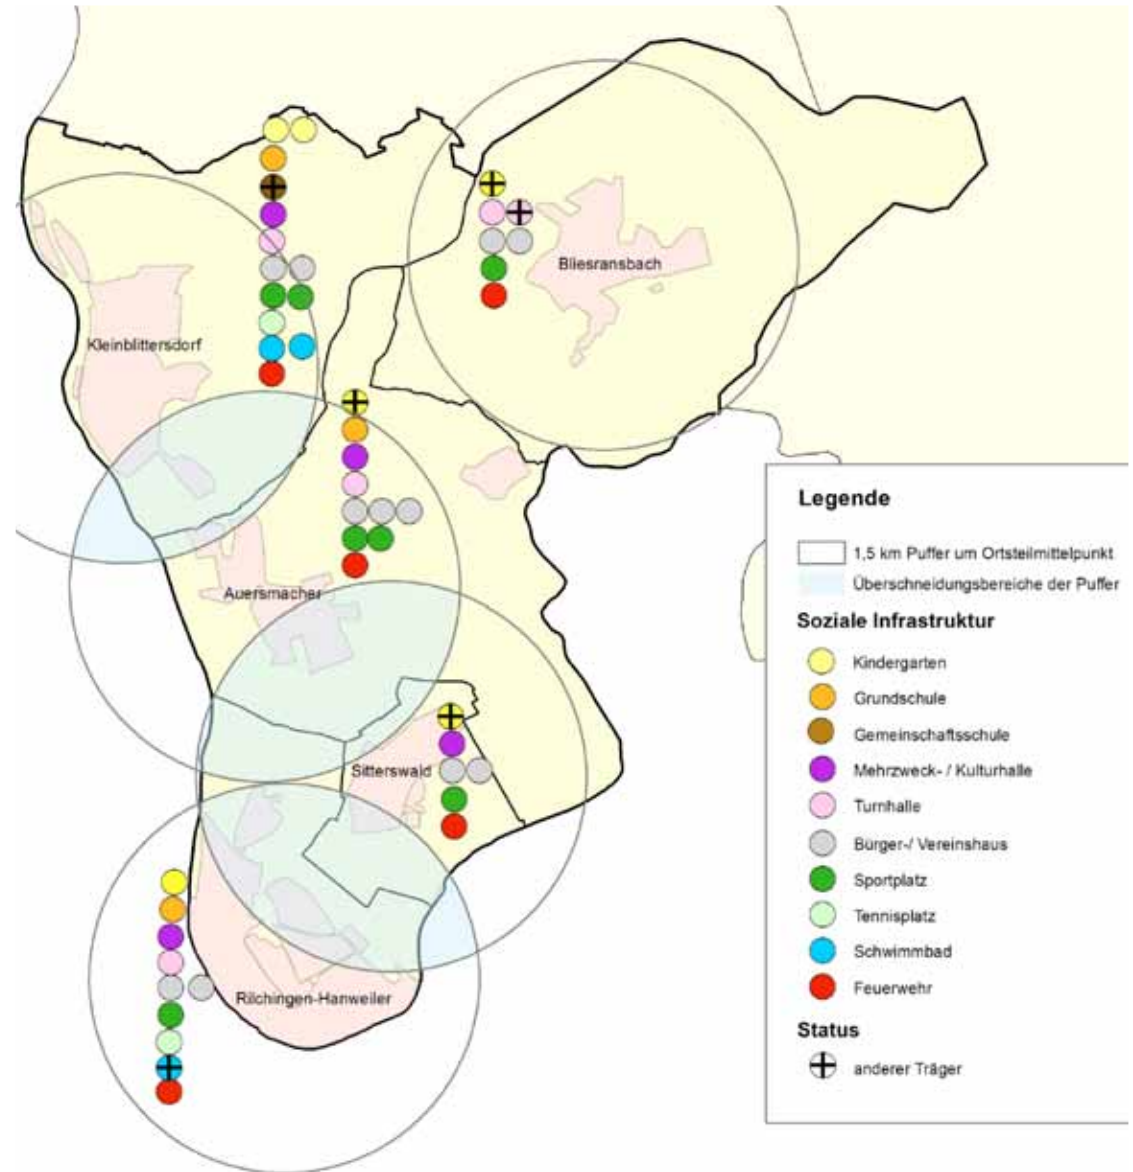 Bliesransbach
Kleinblittersdorf
Auersmacher
Sitterswald
Rilchingen-Hanweiler
Legende
1,5 km Puffer um Ortsteilmittelpunkt
Überschneidungsbereiche der Puffer
Soziale Infrastruktur
Kindergarten
Grundschule
Gemeinschaftsschule
Mehrzweck- / Kulturhalle
Turnhalle
Bürger-/ Vereinshaus
Sportplatz
Tennisplatz
Schwimmbad
Feuerwehr
Status
anderer Träger